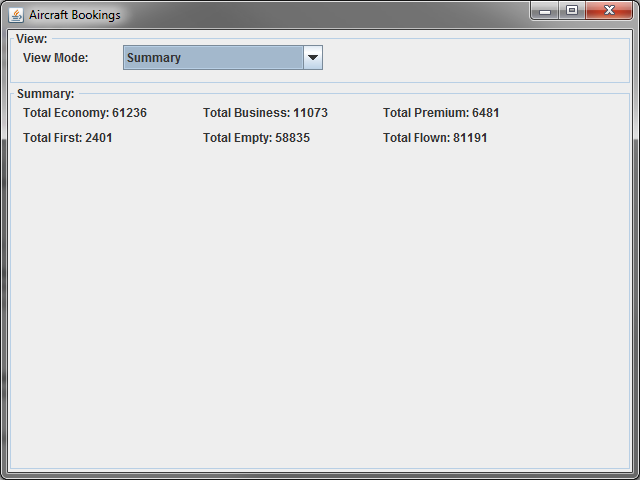 Aircraft Bookings
View:
View Mode: Summary
Summary:
Total Economy: 61236 Total Business: 11073 Total Premium: 6481
Total First: 2401 Total Empty: 58835 Total Flown: 81191